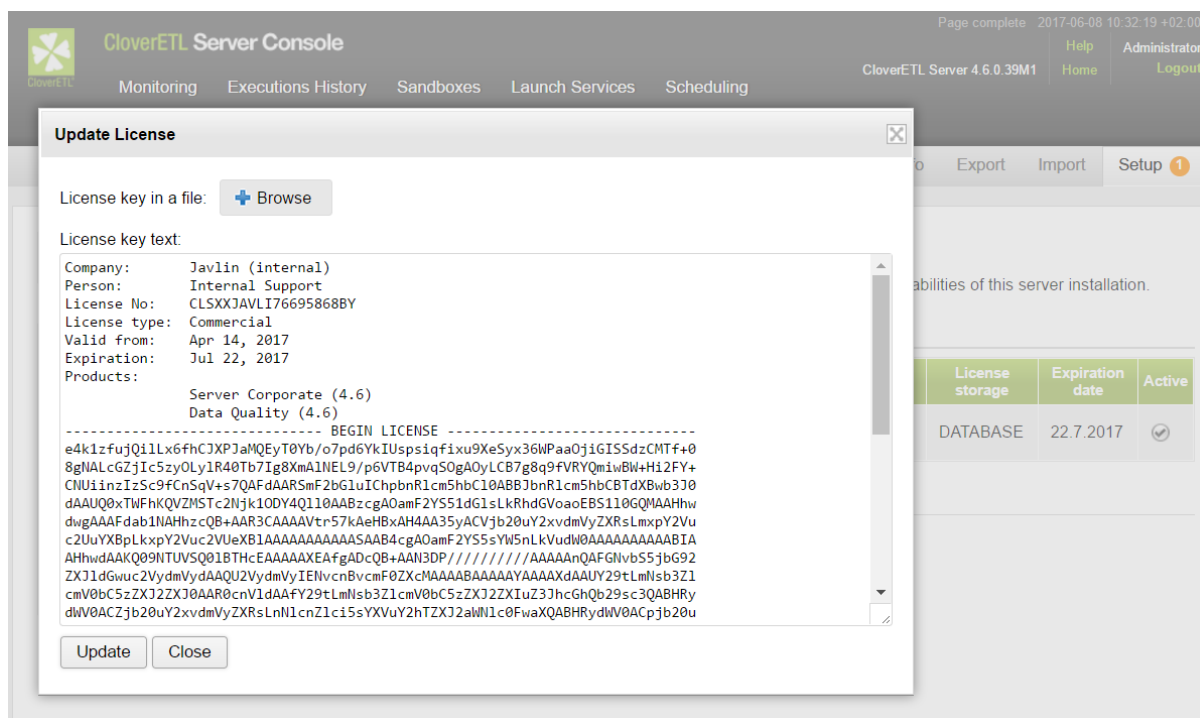 Page complete 2017-06-08 10:32:19 +02:00
CloverETL Server Console
Help Administrator
CloverETL
CloverETL Server 4.6.0.39M1 Home Logout
Monitoring Executions History Sandboxes Launch Services Scheduling
Update License
Export Import Setup 1
License key in a file: Browse
License key text:
Company: Javlin (internal)
Person: Internal Support
of this server installation.
License No: CLSXXJAVLI76695868BY
License type: Commercial
Valid from: Apr 14, 2017
Expiration: Jul 22, 2017
Products:
Server Corporate (4.6)
Data Quality (4.6)
License storage
Expiration date
Active
DATABASE 22.7.2017
------------------------------ BEGIN LICENSE -----------------------------
e4k1zfujQilLx6fhCJXPJaMQEyT0Yb/o7pd6YkIUspsiqfixu9XeSyx36WPaaOjiGISSdzCMTf+0
8gNALcGZjIc5zyOLylR40Tb7Ig8XmAlNEL9/p6VTB4pvqSOgAOyLCB7g8q9fVRYQmiwBW+Hi2FY+
CNUiinzIzSc9fCnSqV+s7QAFdAARSmF2bGluIChpbnRlcm5hbCl0ABBJbnRlcm5hbCBTdXBwb3J0
dAAUQ0xTWFhKQVZMSTc2Njk1ODY4Qll0AABzcgAOamF2YS51dGlsLkRhdGVoaoEBS1l0GQMAAHhw
dwgAAAFdab1NAHhzcQB+AAR3CAAAAVtr57kAeHBxAH4AA35yACVjb20uY2xvdmVyZXRsLmxpY2Vu
c2UuYXBpLkxpY2Vuc2VUeXBlAAAAAAAAAAASAAB4cgAOamF2YS5sYW5nLkVudW0AAAAAAAAAABIA
AHhwdAAKQ09NTUVSQ0lBTHcEAAAAAXEAfgADcQB+AAN3DP//////////AAAAAnQAFGNvbS5jbG92
ZXJldGwuc2VydmVydAAQU2VydmVyIENvcnBvcmF0ZXcMAAAABAAAAAYAAAAXdAAUY29tLmNsb3Zl
cmV0bC5zZXJ2ZXJ0AAR0cnVldAAfY29tLmNsb3ZlcmV0bC5zZXJ2ZXIuZ3JhcGhQb29sc3QABHRy
dWV0ACZjb20uY2xvdmVyZXRsLnNlcnZlci5sYXVuY2hTZXJ2aWNlc0FwaXQABHRydWV0ACpjb20u
Update Close